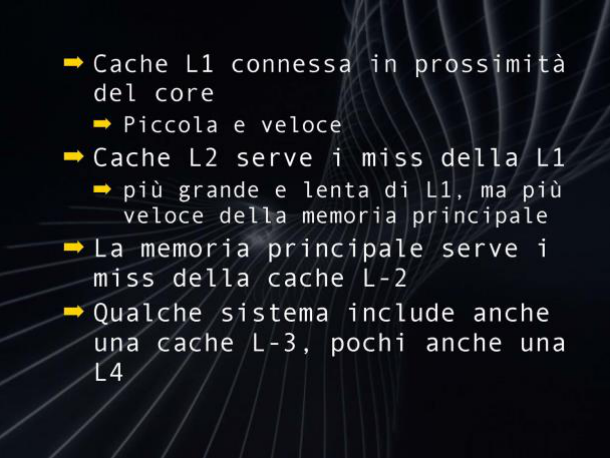 Cache L1 connessa in prossimità
del core
Piccola e veloce
Cache L2 serve i miss della L1
più grande e lenta di L1, ma più
veloce della memoria principale
La memoria principale serve i
miss della cache L-2
Qualche sistema include anche
una cache L-3, pochi anche una
L4